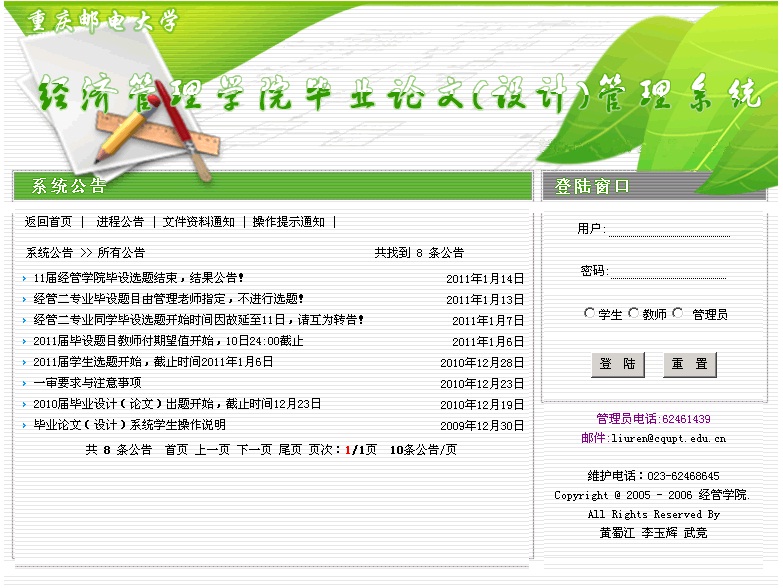 重庆邮电大学
经济管理学院毕业论文(设计)管理系统
系统公告
返回首页 | 进程公告 | 文件资料通知 | 操作提示通知 |
系统公告 >> 所有公告 共找到 8 条公告
11届经管学院毕设选题结束，结果公告! 2011年1月14日
经管二专业毕设题目由管理老师指定，不进行选题! 2011年1月13日
经管二专业同学毕设选题开始时间因故延至11日，请互为转告! 2011年1月7日
2011届毕设题目教师付期望值开始，10日24:00截止 2011年1月6日
2011届学生选题开始，截止时间2011年1月6日 2010年12月28日
一审要求与注意事项 2010年12月23日
2010届毕业设计（论文）出题开始，截止时间12月23日 2010年12月19日
毕业论文（设计）系统学生操作说明 2009年12月30日
共 8 条公告 首页 上一页 下一页 尾页 页次：1/1页 10条公告/页
登陆窗口
用户:
密码:
学生 教师 管理员
登 陆 重 置
管理员电话:62461439
邮件:liuren@cqupt.edu.cn
维护电话：023-62468645
Copyright @ 2005 - 2006 经管学院.
All Rights Reserved By
黄蜀江 李玉辉 武竞